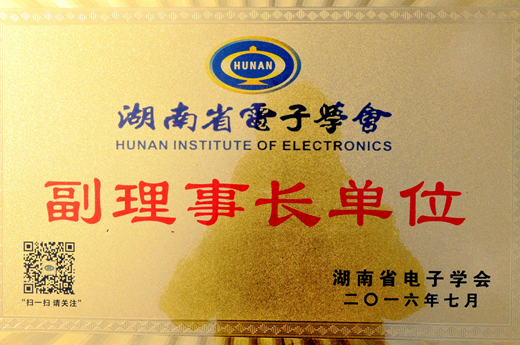 HUNAN
湖南省電子學會
HUNAN INSTITUTE OF ELECTRONICS
副理事长单位
"扫一扫 请关注"
湖南省电子学会
二〇一六年七月